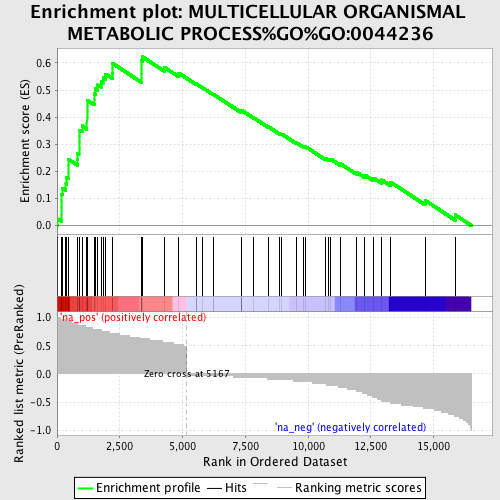 Enrichment plot: MULTICELLULAR ORGANISMAL
METABOLIC PROCESS%GO%GO:0044236
Enrichment score (ES)
0.6
0.5
0.4
0.3
0.2
0.1
0.0
Ranked list metric (PreRanked)
1.0
0.5
0.0
-0.5
-1.0
'na_pos' (positively correlated)
Zero cross at 5167
'na_neg' (negatively correlated)
0
2,500
5,000
7,500
10,000
12,500
15,000
Rank in Ordered Dataset
Enrichment profile
Hits
Ranking metric scores